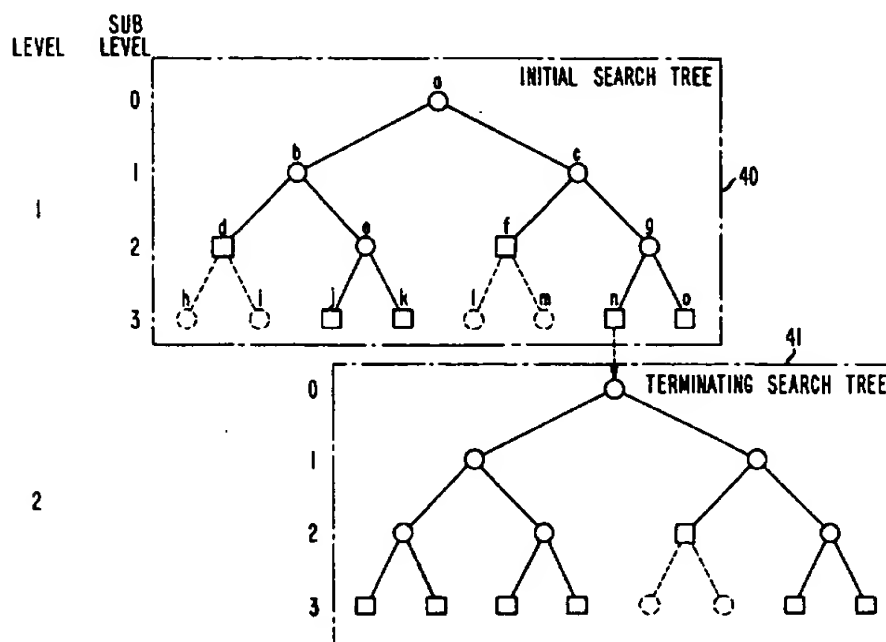 LEVEL
SUB
LEVEL
INITIAL SEARCH TREE
0
a
1
b
c
40
1
2
d
e
f
g
3
h
i
j
k
l
m
n
o
41
0
TERMINATING SEARCH TREE
1
2
2
3